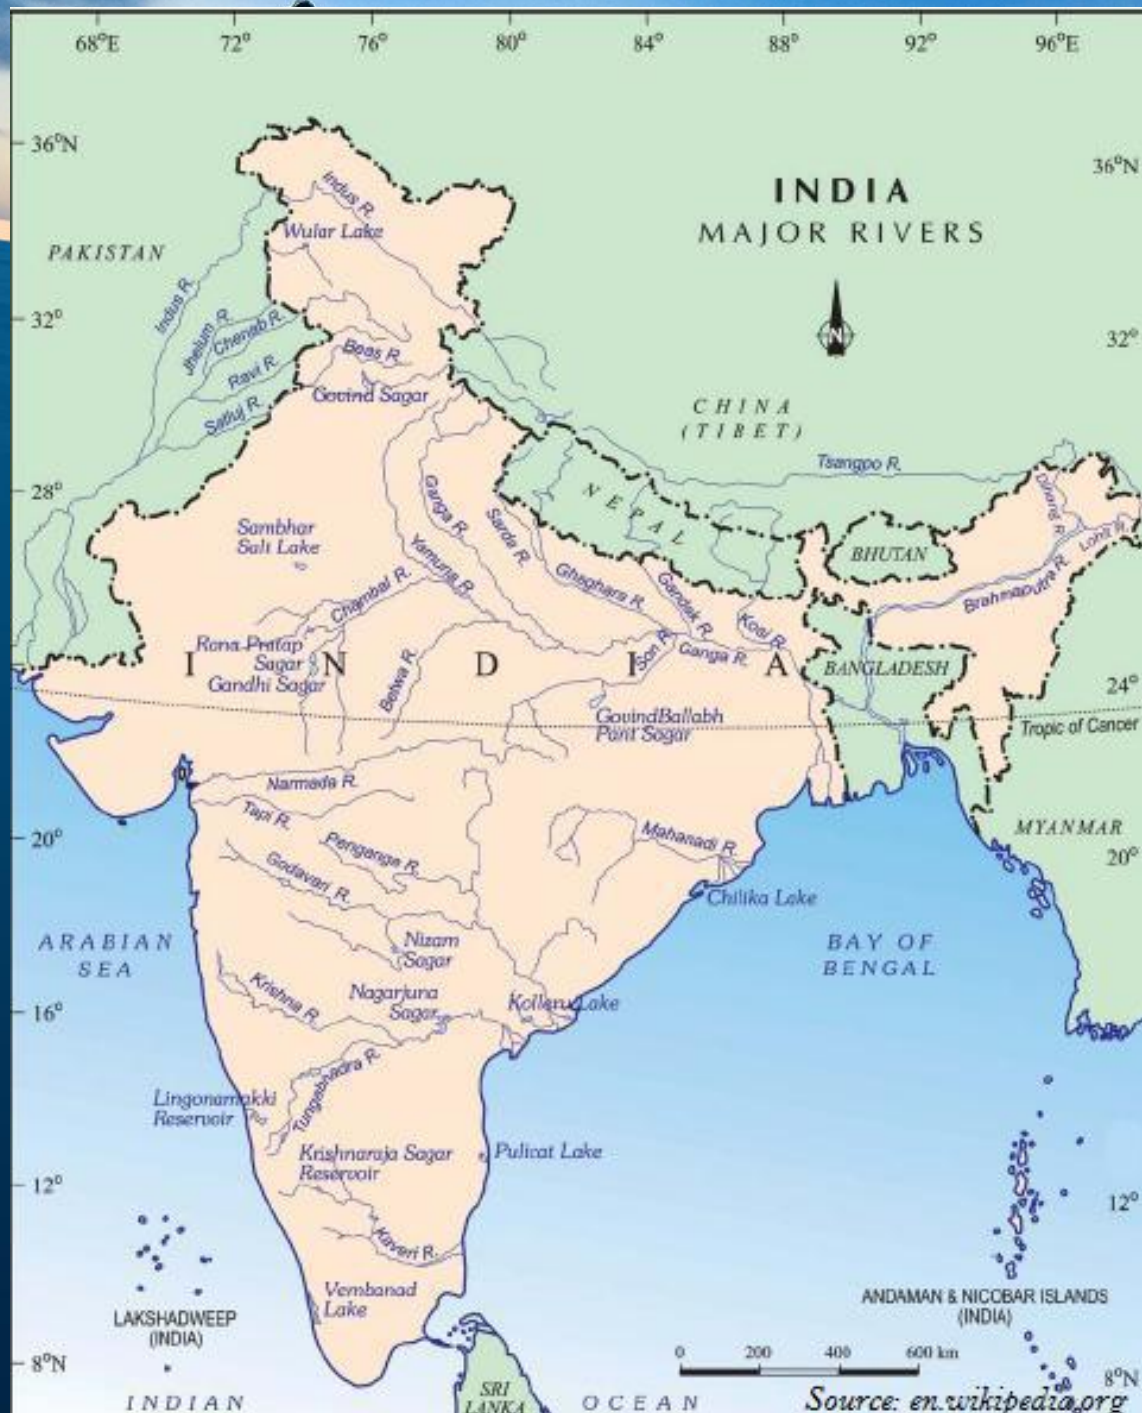 68°E 72° 76° 80° 84° 88° 92° 96°E
36°N
36°N
INDIA
MAJOR RIVERS
Indus R.
Wular Lake
PAKISTAN
N
Indus R.
Jhelum R.
Chenab R.
32°
32°
Beas R.
Ravi R.
Govind Sagar
Satluj R.
CHINA
(TIBET)
Tsangpo R.
28°
NEPAL
Ganga R.
Sarda R.
Dihang R.
Sambhar
Salt Lake
Lohit R.
BHUTAN
Yamuna R.
Ghaghara R.
Gandak R.
Brahmaputra R.
Chambal R.
Kosi R.
Rana Pratap
Sagar
Gandhi Sagar
Son R.
Ganga R.
INDIA
BANGLADESH
Betwa R.
24°
24°
GovindBallabh
Pant Sagar
Tropic of Cancer
Narmada R.
Tapi R.
Penganga R.
Mahanadi R.
MYANMAR
20°
20°
Godavari R.
Chilika Lake
ARABIAN
SEA
Nizam
Sagar
BAY OF
BENGAL
Krishna R.
Nagarjuna
Sagar
Kolleru Lake
16°
16°
Tungabhadra R.
Lingonamakki
Reservoir
Krishnaraja Sagar
Reservoir
Pulicat Lake
12°
12°
Kaveri R.
Vembanad
Lake
LAKSHADWEEP
(INDIA)
ANDAMAN & NICOBAR ISLANDS
(INDIA)
0 200 400 600 km
8°N
8°N
SRI
LANKA
INDIAN OCEAN
Source: en.wikipedia.org